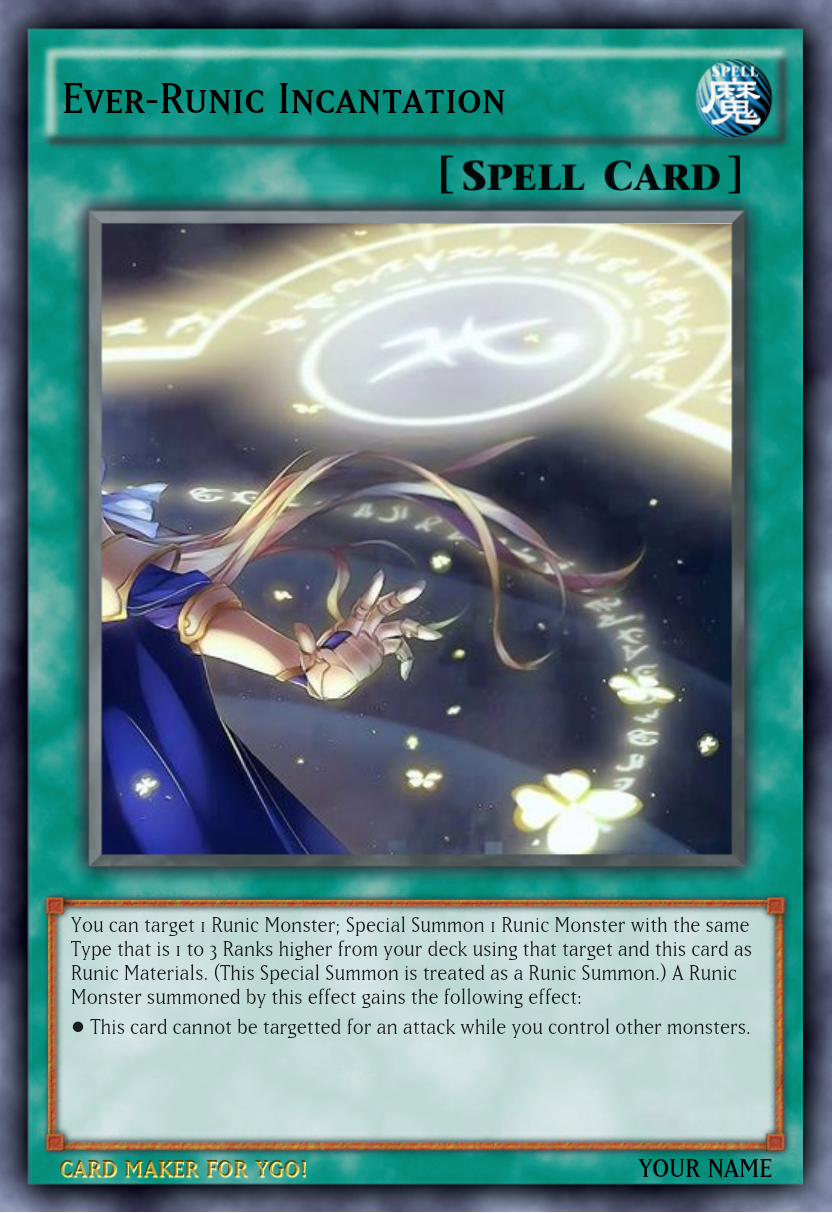 Ever-Runic Incantation
SPELL
魔
[Spell Card]
You can target 1 Runic Monster; Special Summon 1 Runic Monster with the same
Type that is 1 to 3 Ranks higher from your deck using that target and this card as
Runic Materials. (This Special Summon is treated as a Runic Summon.) A Runic
Monster summoned by this effect gains the following effect:
● This card cannot be targetted for an attack while you control other monsters.
CARD MAKER FOR YGO!
YOUR NAME